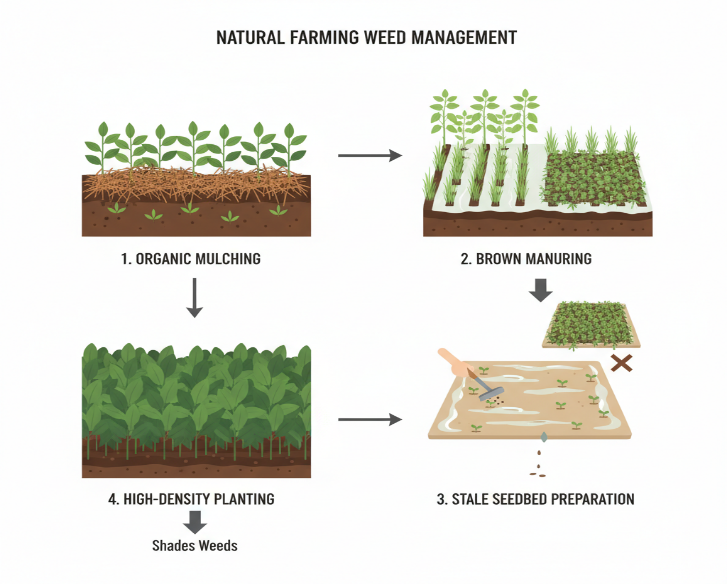 NATURAL FARMING WEED MANAGEMENT
1. ORGANIC MULCHING
2. BROWN MANURING
4. HIGH-DENSITY PLANTING
3. STALE SEEDBED PREPARATION
Shades Weeds